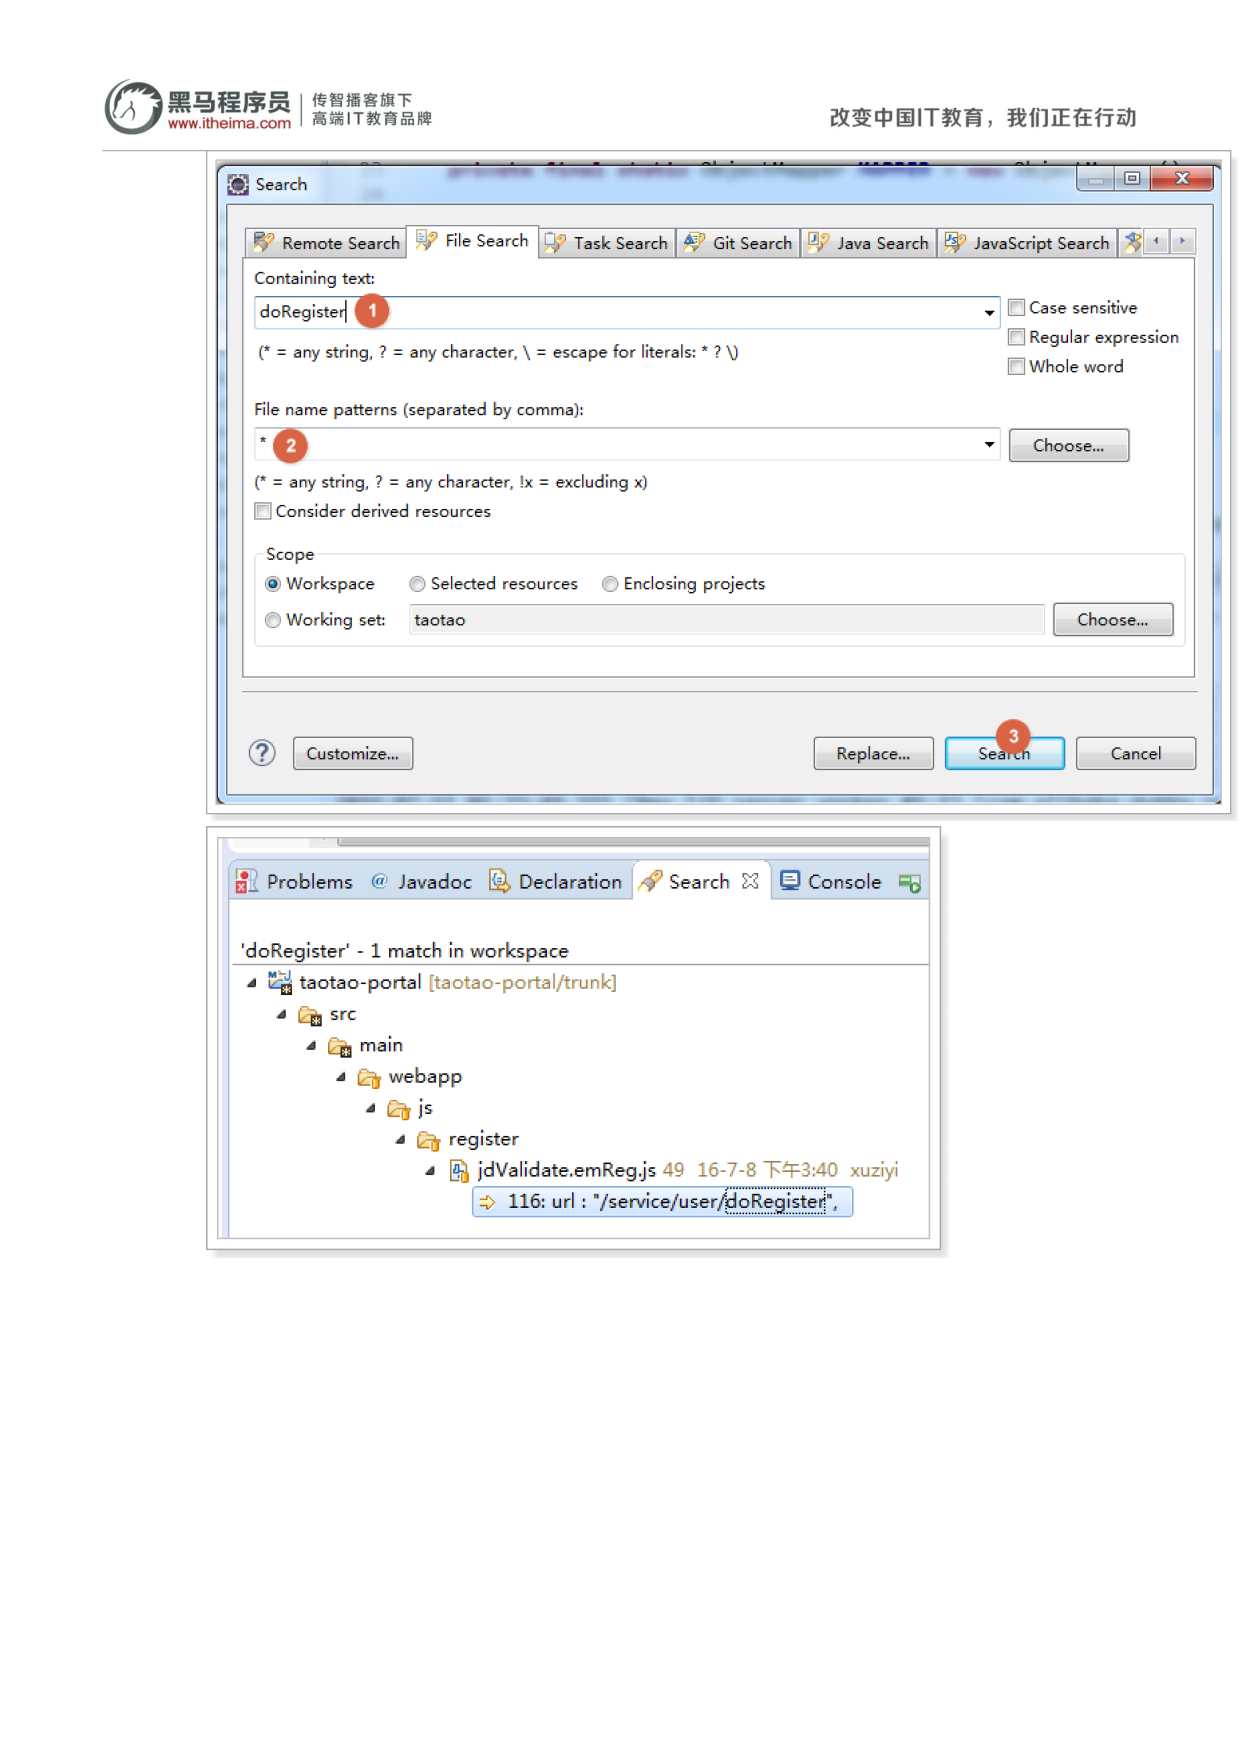 黑马程序员
www.itheima.com
传智播客旗下
高端IT教育品牌
改变中国IT教育，我们正在行动
Search
Remote Search
File Search
Task Search
Git Search
Java Search
JavaScript Search
Containing text:
doRegister
1
Case sensitive
Regular expression
(* = any string, ? = any character, \ = escape for literals: * ? \)
Whole word
File name patterns (separated by comma):
*
2
Choose...
(* = any string, ? = any character, !x = excluding x)
Consider derived resources
Scope
Workspace
Selected resources
Enclosing projects
Working set:
taotao
Choose...
3
?
Customize...
Replace...
Search
Cancel
Problems
@ Javadoc
Declaration
Search
Console
'doRegister' - 1 match in workspace
taotao-portal [taotao-portal/trunk]
src
main
webapp
js
register
jdValidate.emReg.js 49 16-7-8 下午3:40 xuziyi
116: url : "/service/user/doRegister",